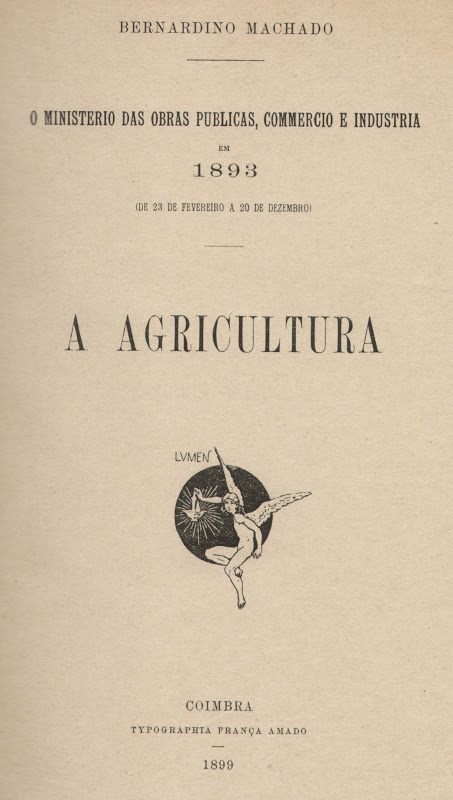 BERNARDINO MACHADO
O MINISTERIO DAS OBRAS PUBLICAS, COMMERCIO E INDUSTRIA
EM
1893
(DE 23 DE FEVEREIRO A 20 DE DEZEMBRO)
A AGRICULTURA
LVMEN
COIMBRA
TYPOGRAPHIA FRANÇA AMADO
1899